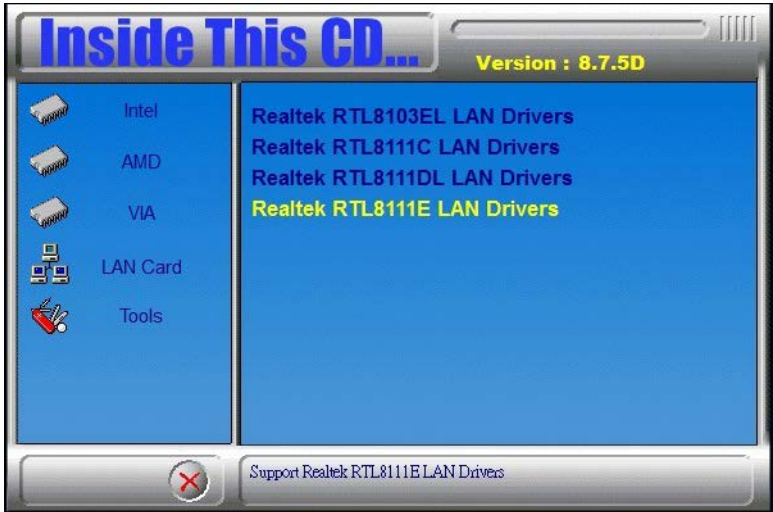 Inside This CD...
Version : 8.7.5D
Intel
AMD
VIA
LAN Card
Tools
Realtek RTL8103EL LAN Drivers
Realtek RTL8111C LAN Drivers
Realtek RTL8111DL LAN Drivers
Realtek RTL8111E LAN Drivers
Support Realtek RTL8111E LAN Drivers